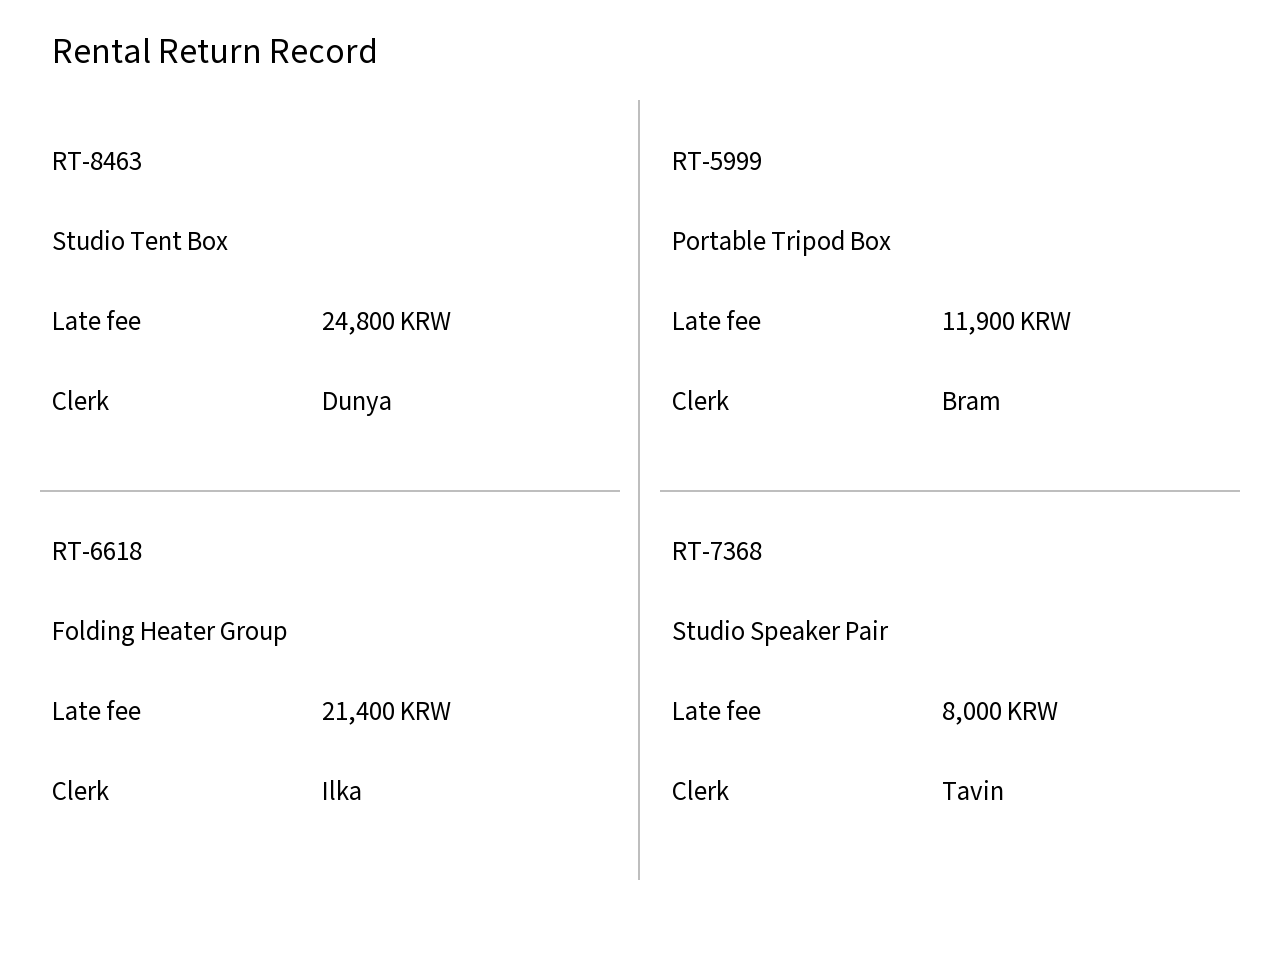 Rental Return Record
RT-8463
Studio Tent Box
Late fee 24,800 KRW
Clerk Dunya
RT-6618
Folding Heater Group
Late fee 21,400 KRW
Clerk Ilka
RT-5999
Portable Tripod Box
Late fee 11,900 KRW
Clerk Bram
RT-7368
Studio Speaker Pair
Late fee 8,000 KRW
Clerk Tavin